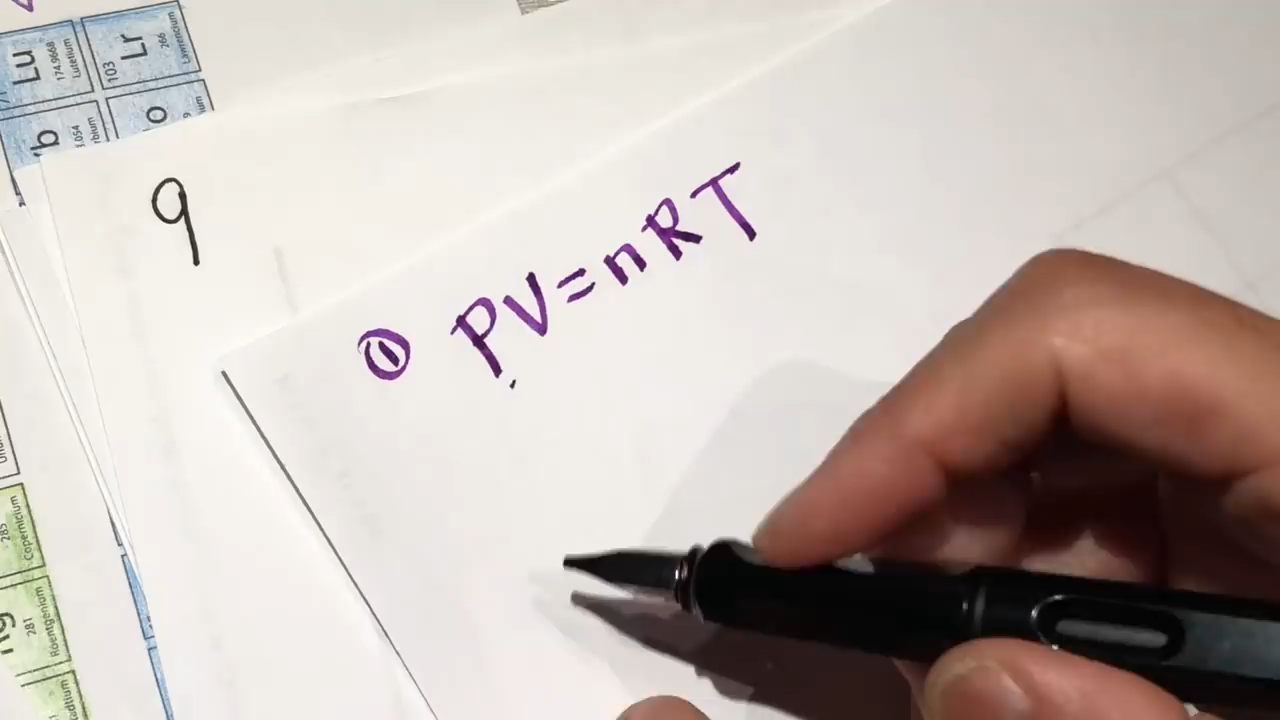 Lu
174.9668
Lutetium
103
Lr
266
Lawrencium
9
① PV=nRT
285
Copernicium
281
Roentgenium